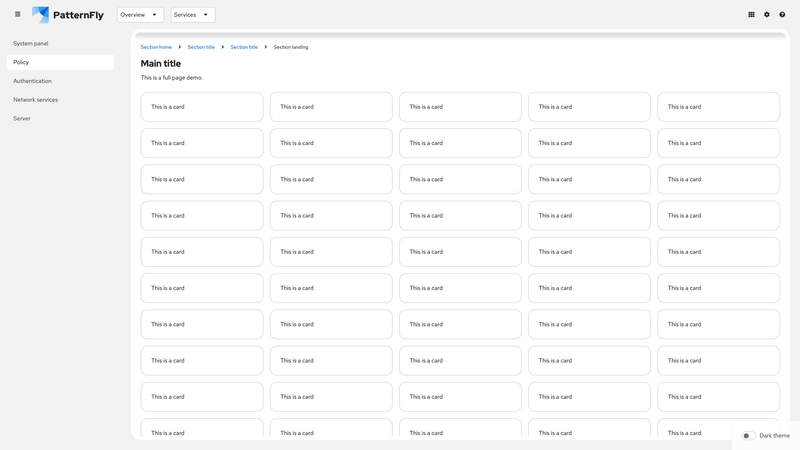 PatternFly
Overview
Services
System panel
Policy
Authentication
Network services
Server
Section home
Section title
Section title
Section landing
Main title
This is a full page demo.
This is a card This is a card This is a card This is a card This is a card
This is a card This is a card This is a card This is a card This is a card
This is a card This is a card This is a card This is a card This is a card
This is a card This is a card This is a card This is a card This is a card
This is a card This is a card This is a card This is a card This is a card
This is a card This is a card This is a card This is a card This is a card
This is a card This is a card This is a card This is a card This is a card
This is a card This is a card This is a card This is a card This is a card
This is a card This is a card This is a card This is a card This is a card
This is a card This is a card This is a card This is a card This is a card
Dark theme